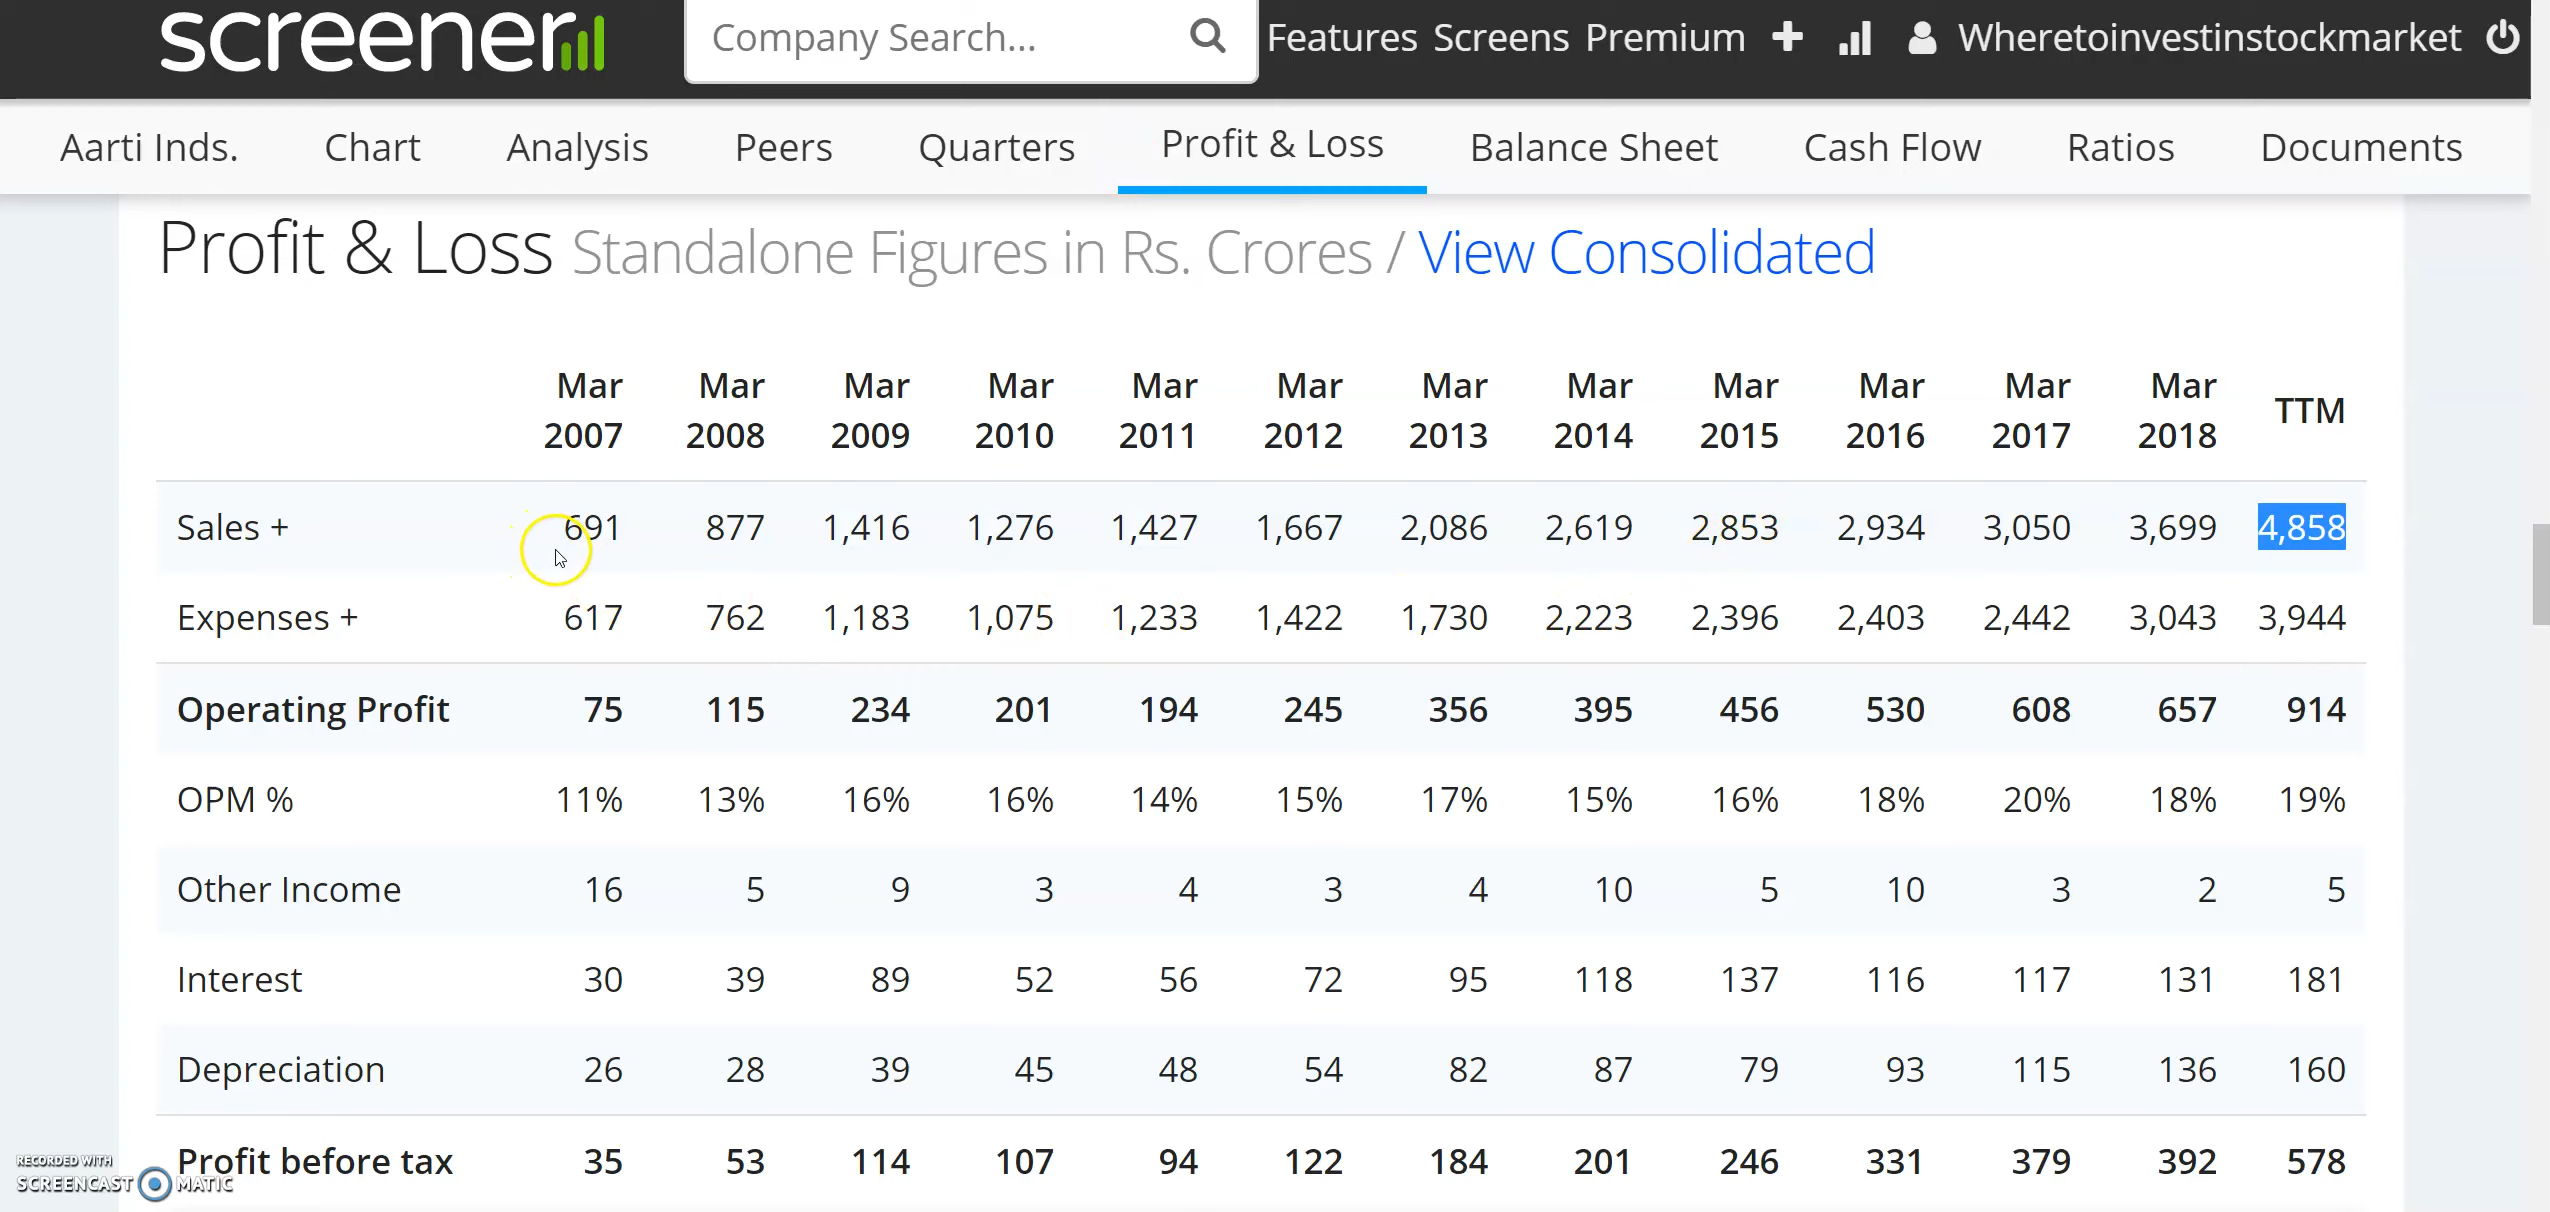 screener Company Search... Features Screens Premium Wheretoinvestinstockmarket
Aarti Inds. Chart Analysis Peers Quarters Profit & Loss Balance Sheet Cash Flow Ratios Documents
Profit & Loss Standalone Figures in Rs. Crores / View Consolidated
Mar 2007 Mar 2008 Mar 2009 Mar 2010 Mar 2011 Mar 2012 Mar 2013 Mar 2014 Mar 2015 Mar 2016 Mar 2017 Mar 2018 TTM
Sales + 691 877 1,416 1,276 1,427 1,667 2,086 2,619 2,853 2,934 3,050 3,699 4,858
Expenses + 617 762 1,183 1,075 1,233 1,422 1,730 2,223 2,396 2,403 2,442 3,043 3,944
Operating Profit 75 115 234 201 194 245 356 395 456 530 608 657 914
OPM % 11% 13% 16% 16% 14% 15% 17% 15% 16% 18% 20% 18% 19%
Other Income 16 5 9 3 4 3 4 10 5 10 3 2 5
Interest 30 39 89 52 56 72 95 118 137 116 117 131 181
Depreciation 26 28 39 45 48 54 82 87 79 93 115 136 160
Profit before tax 35 53 114 107 94 122 184 201 246 331 379 392 578
RECORDED WITH
SCREENCAST MATIC